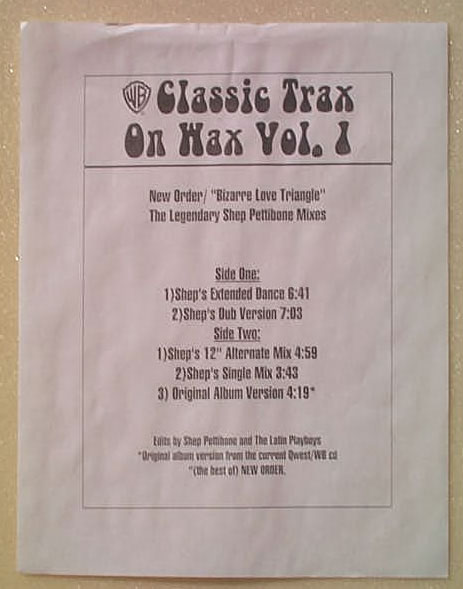 WB Classic Trax
On Wax Vol. 1
New Order/ "Bizarre Love Triangle"
The Legendary Shep Pettibone Mixes
Side One:
1)Shep's Extended Dance 6:41
2)Shep's Dub Version 7:03
Side Two:
1)Shep's 12" Alternate Mix 4:59
2)Shep's Single Mix 3:43
3) Original Album Version 4:19*
Edits by Shep Pettibone and The Latin Playboys
*Original album version from the current Qwest/WB cd
"(the best of) NEW ORDER.